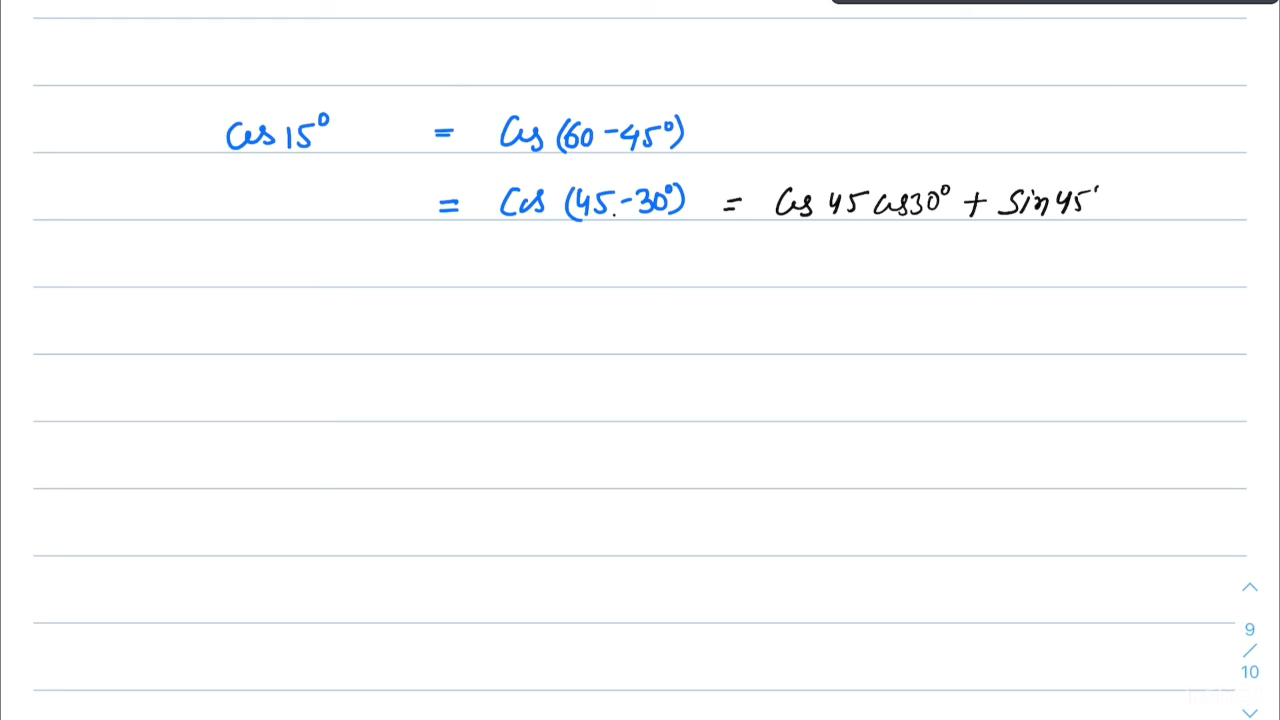 Cos 15° = Cos (60 - 45°)
= Cos (45 - 30°) = Cos 45 Cos 30° + Sin 45°
9
/
10